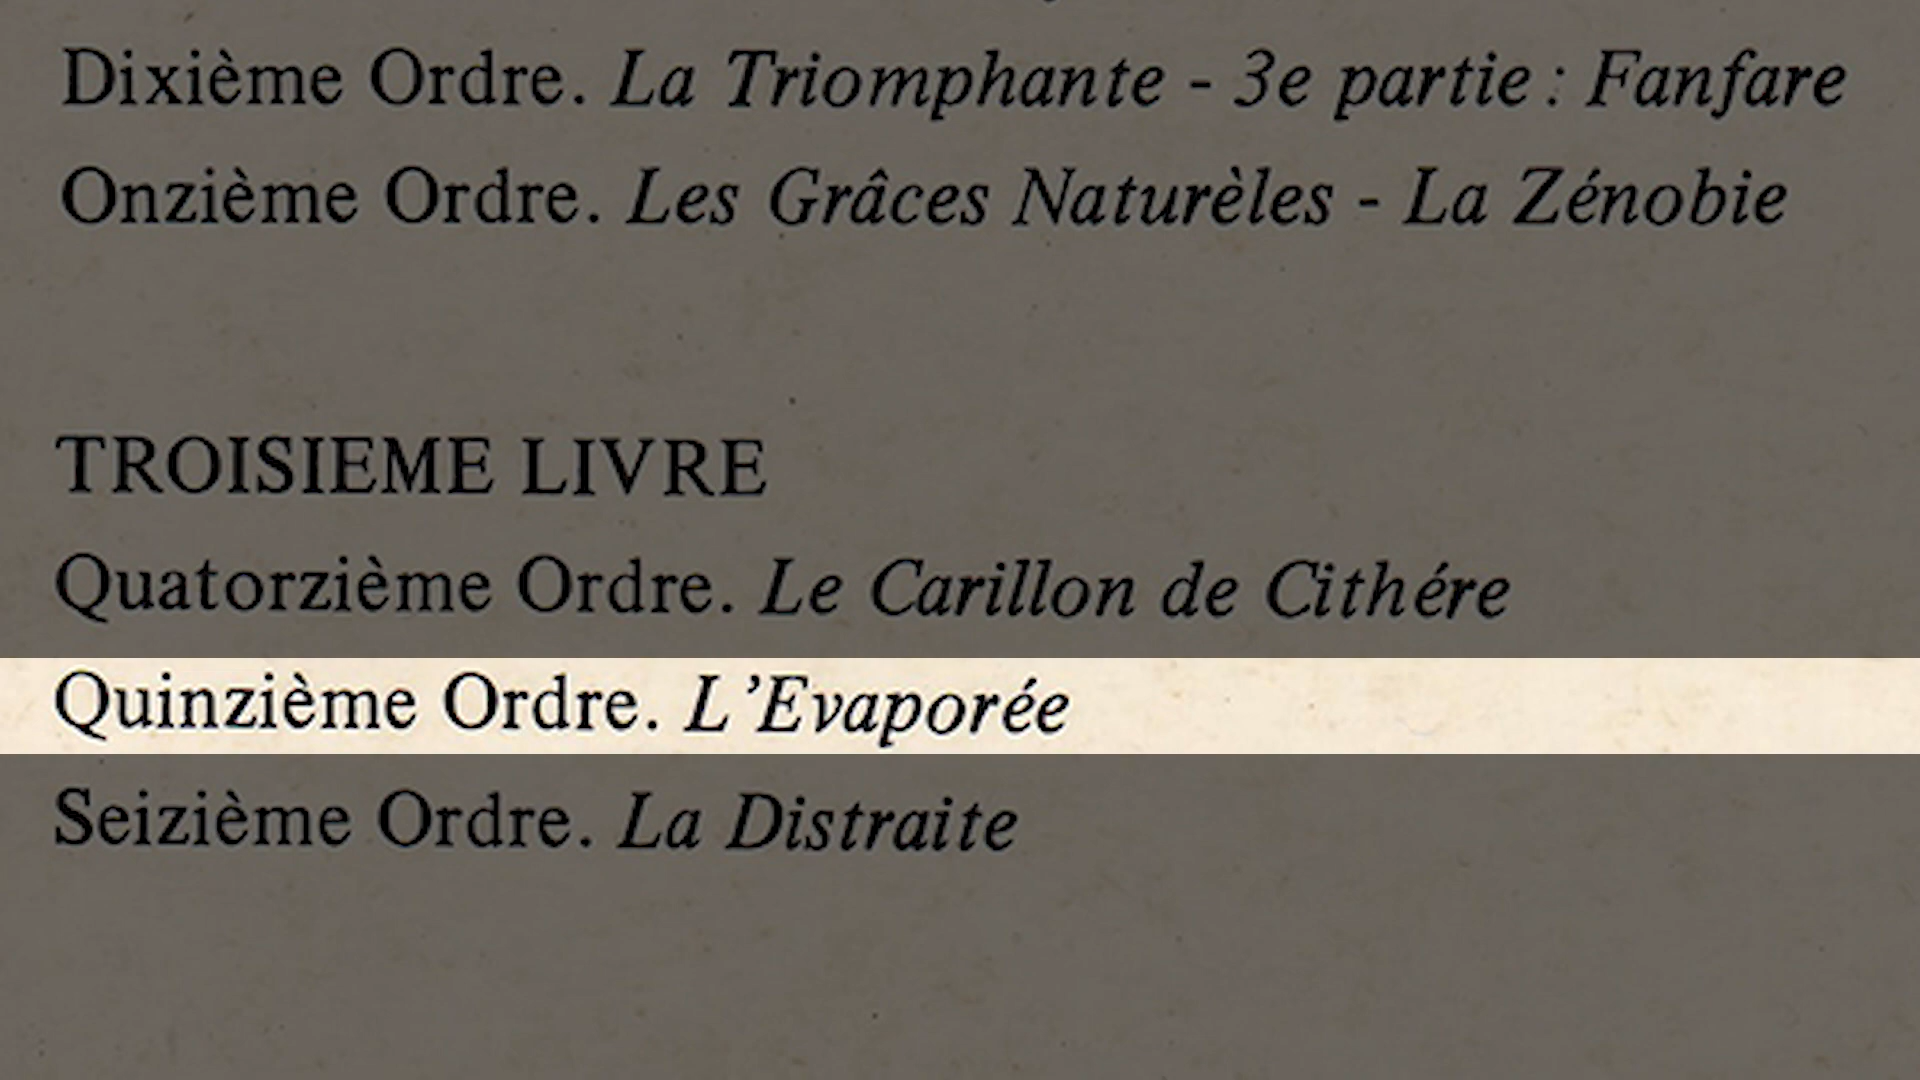 Dixième Ordre. La Triomphante - 3e partie : Fanfare
Onzième Ordre. Les Grâces Naturèles - La Zénobie
TROISIEME LIVRE
Quatorzième Ordre. Le Carillon de Cithére
Quinzième Ordre. L'Evaporée
Seizième Ordre. La Distraite